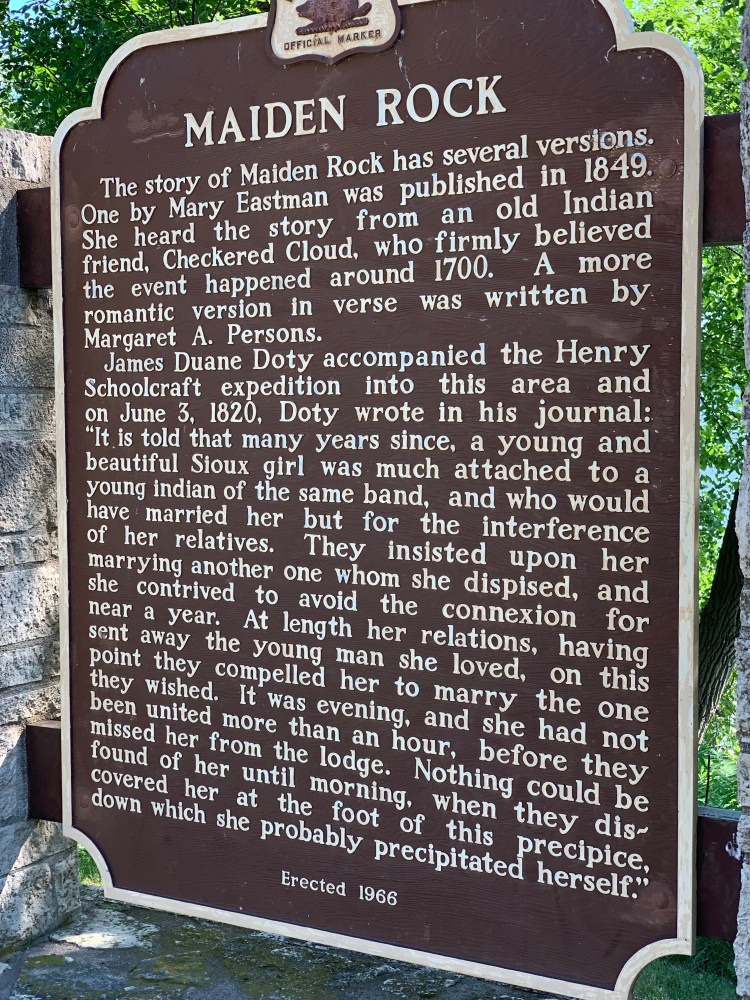 OFFICIAL MARKER
MAIDEN ROCK
The story of Maiden Rock has several versions.
One by Mary Eastman was published in 1849.
She heard the story from an old Indian
friend, Checkered Cloud, who firmly believed
the event happened around 1700. A more
romantic version in verse was written by
Margaret A. Persons.
James Duane Doty accompanied the Henry
Schoolcraft expedition into this area and
on June 3, 1820, Doty wrote in his journal:
“It is told that many years since, a young and
beautiful Sioux girl was much attached to a
young indian of the same band, and who would
have married her but for the interference
of her relatives. They insisted upon her
marrying another one whom she dispised, and
she contrived to avoid the connexion for
near a year. At length her relations, having
sent away the young man she loved, on this
point they compelled her to marry the one
they wished. It was evening, and she had not
been united more than an hour, before they
missed her from the lodge. Nothing could be
found of her until morning, when they dis-
covered her at the foot of this precipice,
down which she probably precipitated herself.”
Erected 1966